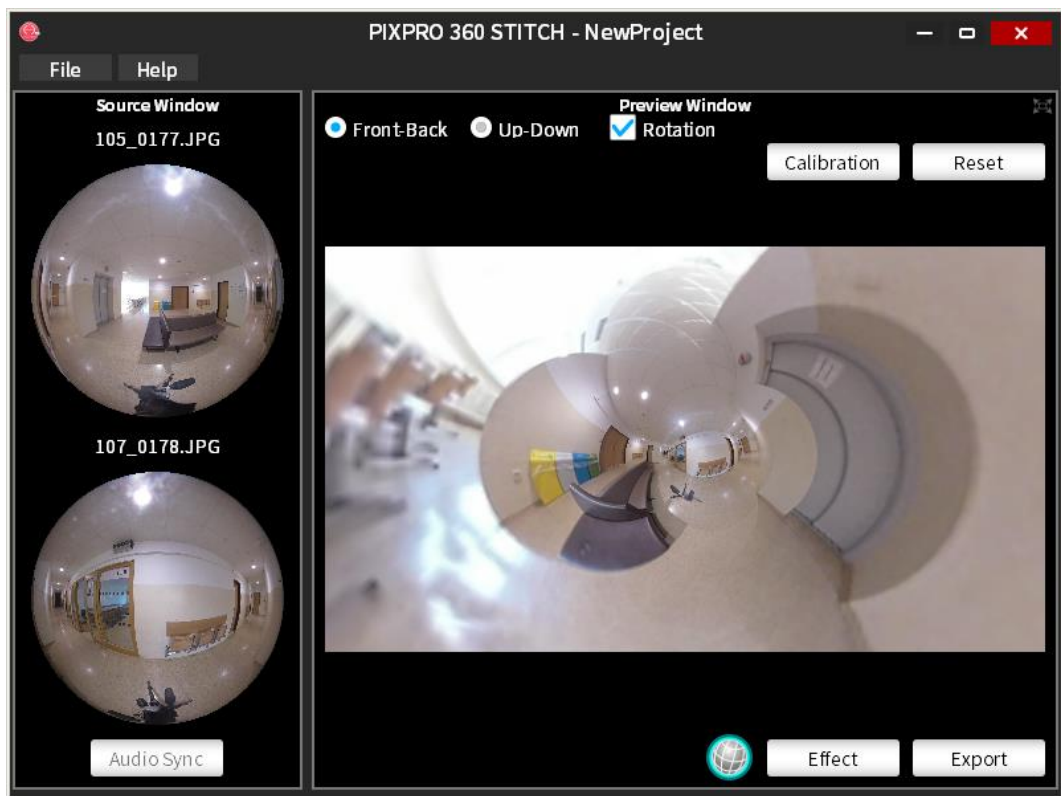 PIXPRO 360 STITCH - NewProject
File Help
Source Window
105_0177.JPG
107_0178.JPG
Audio Sync
Preview Window
Front-Back Up-Down Rotation
Calibration Reset
Effect Export